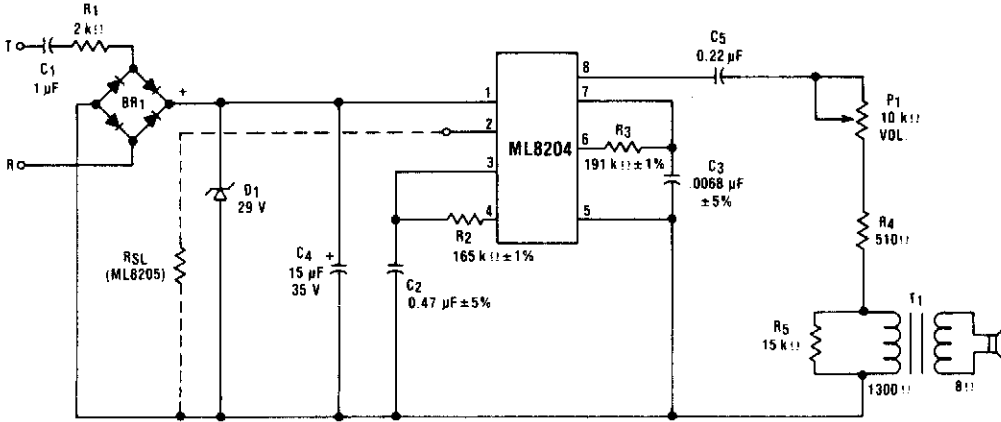 R1
2 kΩ
T
C1
1 µF
BR1
+
R
D1
29 V
RSL
(ML8205)
C4
+
15 µF
35 V
1
2
3
4
ML8204
8
7
6
5
R2
165 kΩ ±1%
C2
0.47 µF ±5%
R3
191 kΩ ±1%
C3
.0068 µF
±5%
C5
0.22 µF
P1
10 kΩ
VOL.
R4
510Ω
R5
15 kΩ
T1
1300Ω
8Ω